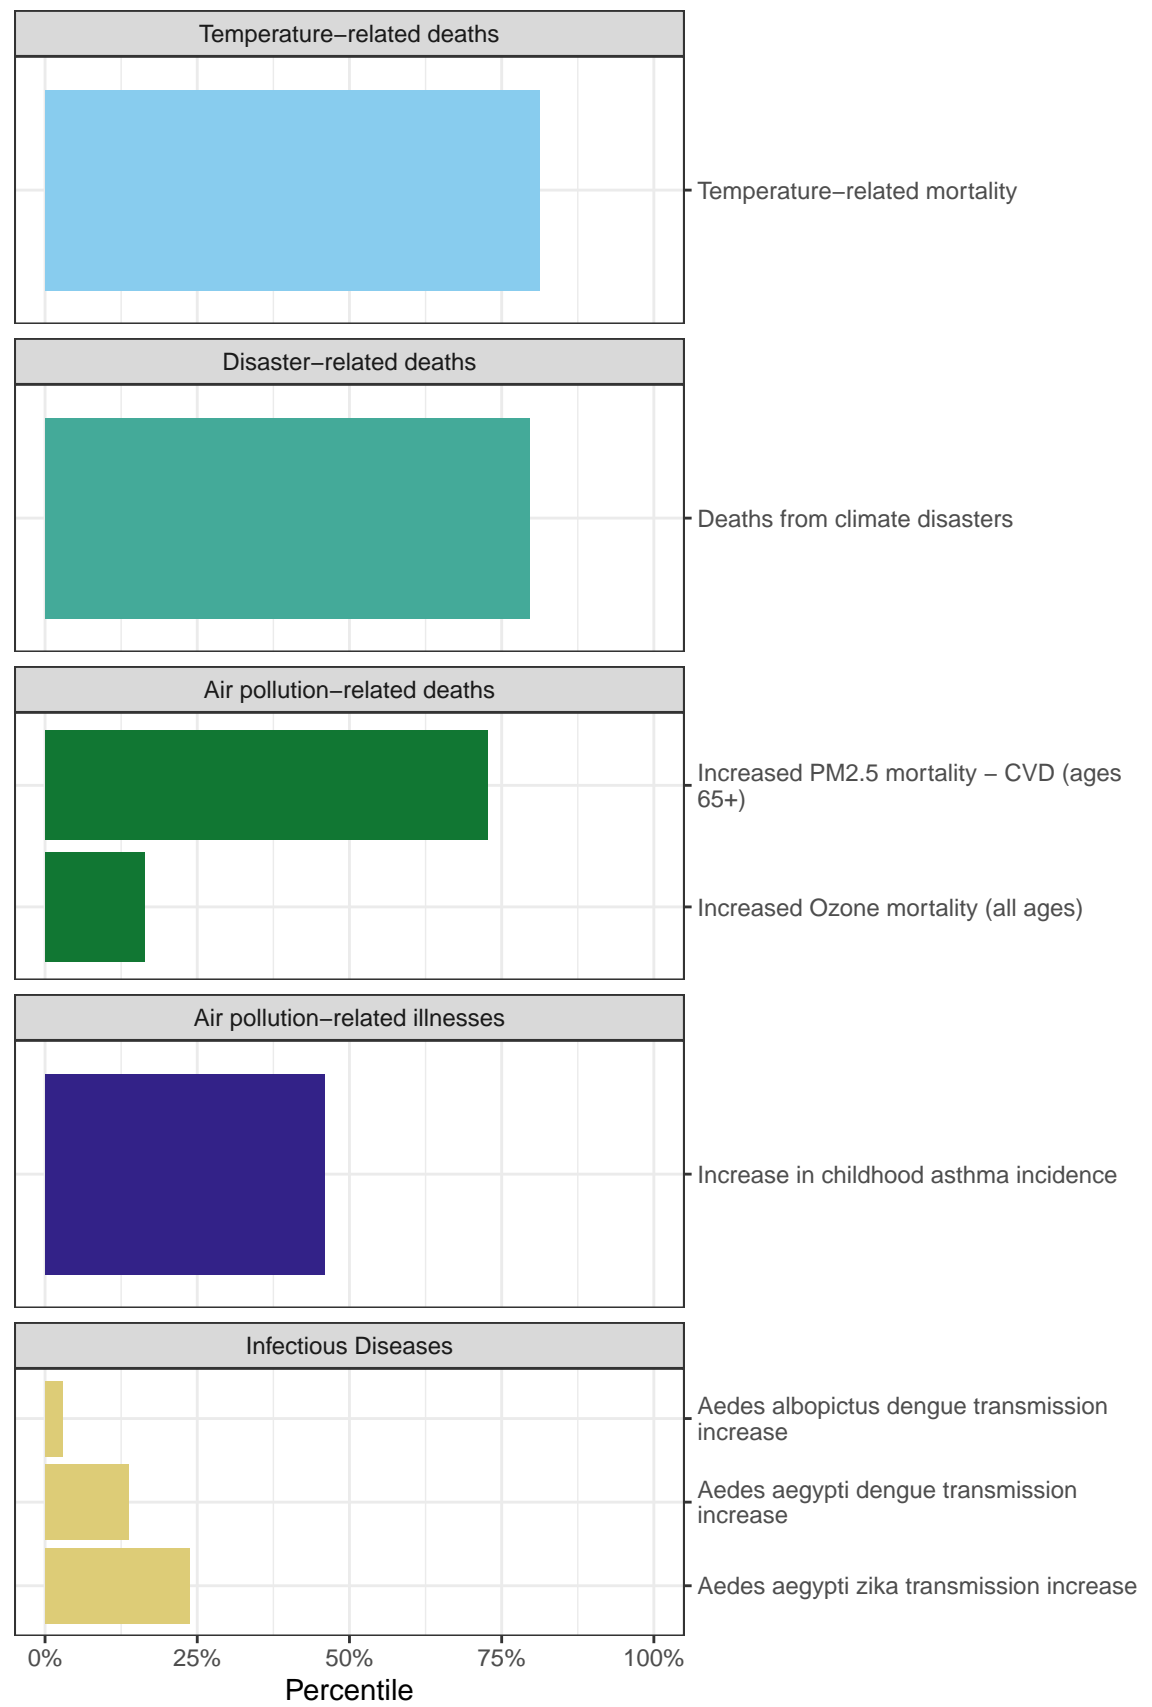 Temperature−related deaths
Temperature−related mortality
Disaster−related deaths
Deaths from climate disasters
Air pollution−related deaths
Increased PM2.5 mortality − CVD (ages
65+)
Increased Ozone mortality (all ages)
Air pollution−related illnesses
Increase in childhood asthma incidence
Infectious Diseases
Aedes albopictus dengue transmission
increase
Aedes aegypti dengue transmission
increase
Aedes aegypti zika transmission increase
0% 25% 50% 75% 100%
Percentile